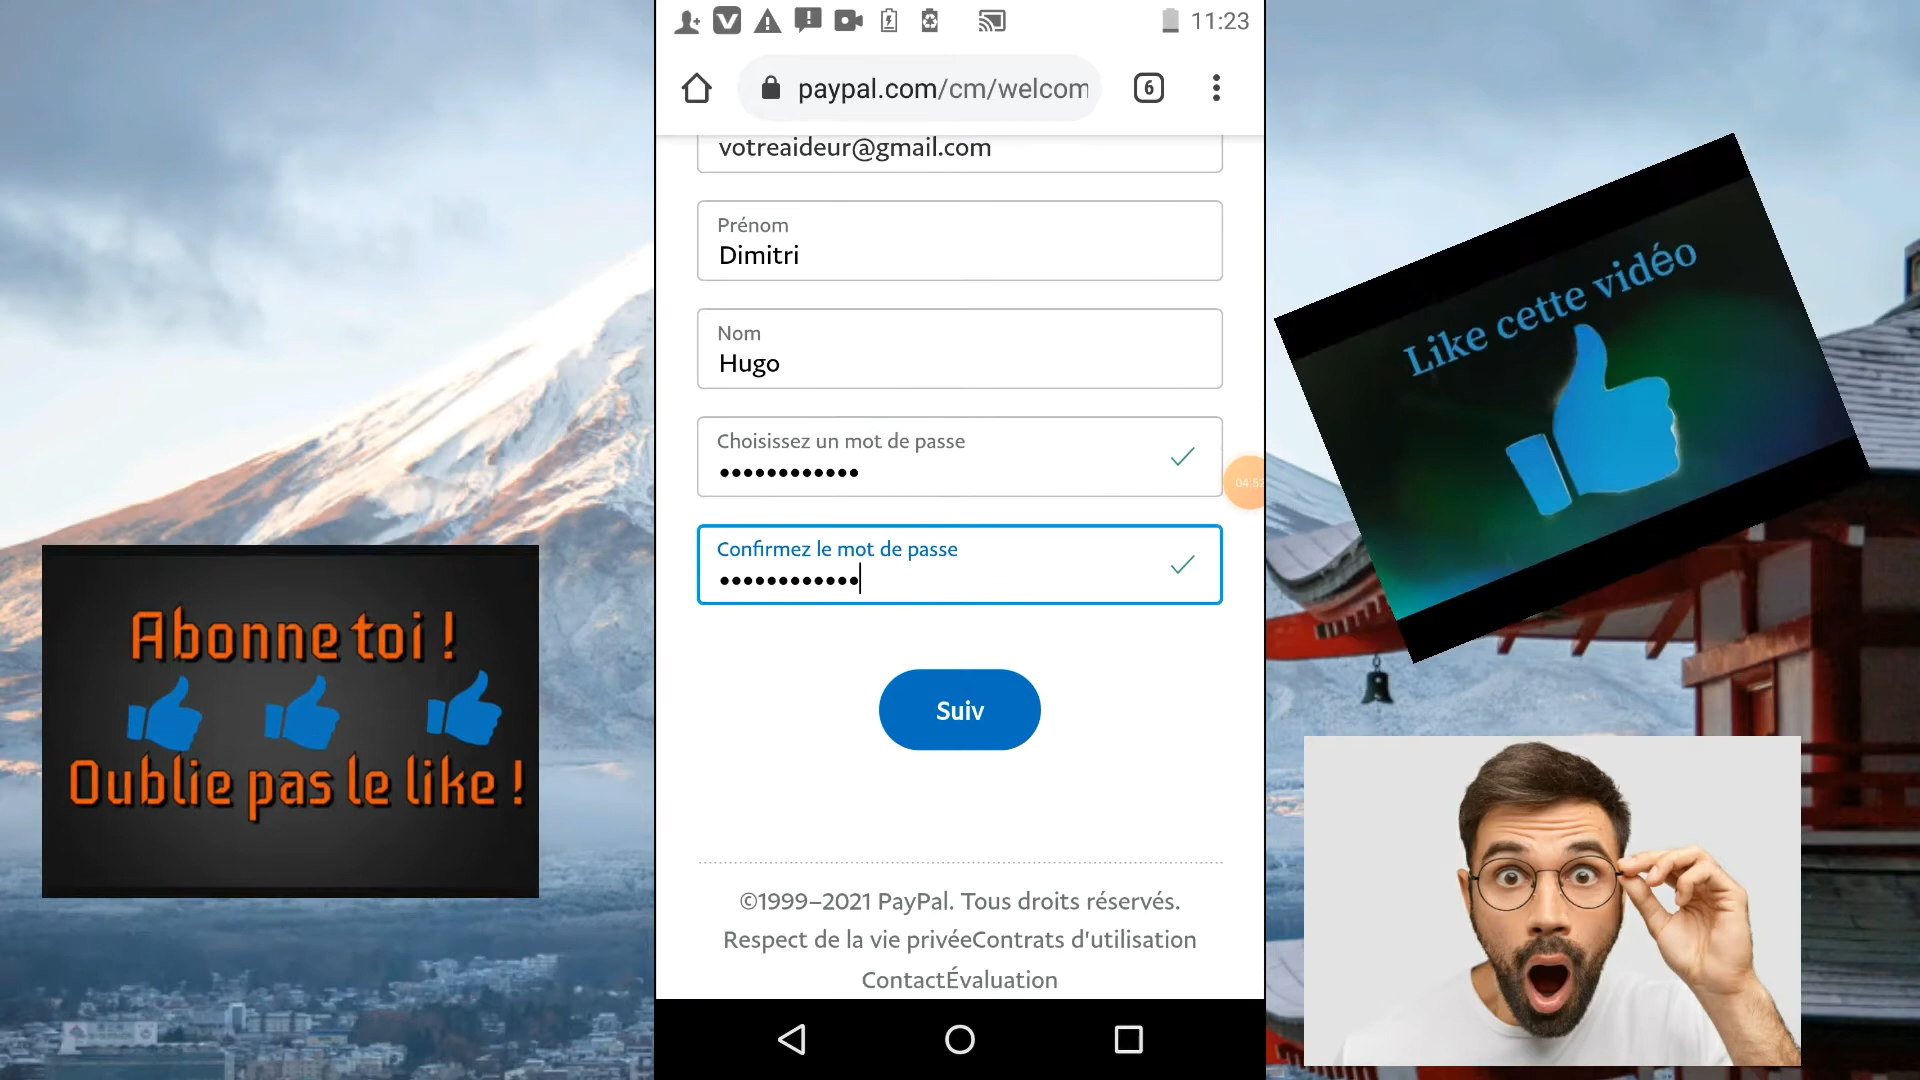 11:23
paypal.com/cm/welcom
6
votreaideur@gmail.com
Prénom
Dimitri
Nom
Hugo
Choisissez un mot de passe
••••••••••••
Confirmez le mot de passe
••••••••••••
Suiv
©1999–2021 PayPal. Tous droits réservés.
Respect de la vie privéeContrats d'utilisation
ContactÉvaluation
Abonne toi !
Oublie pas le like !
Like cette vidéo